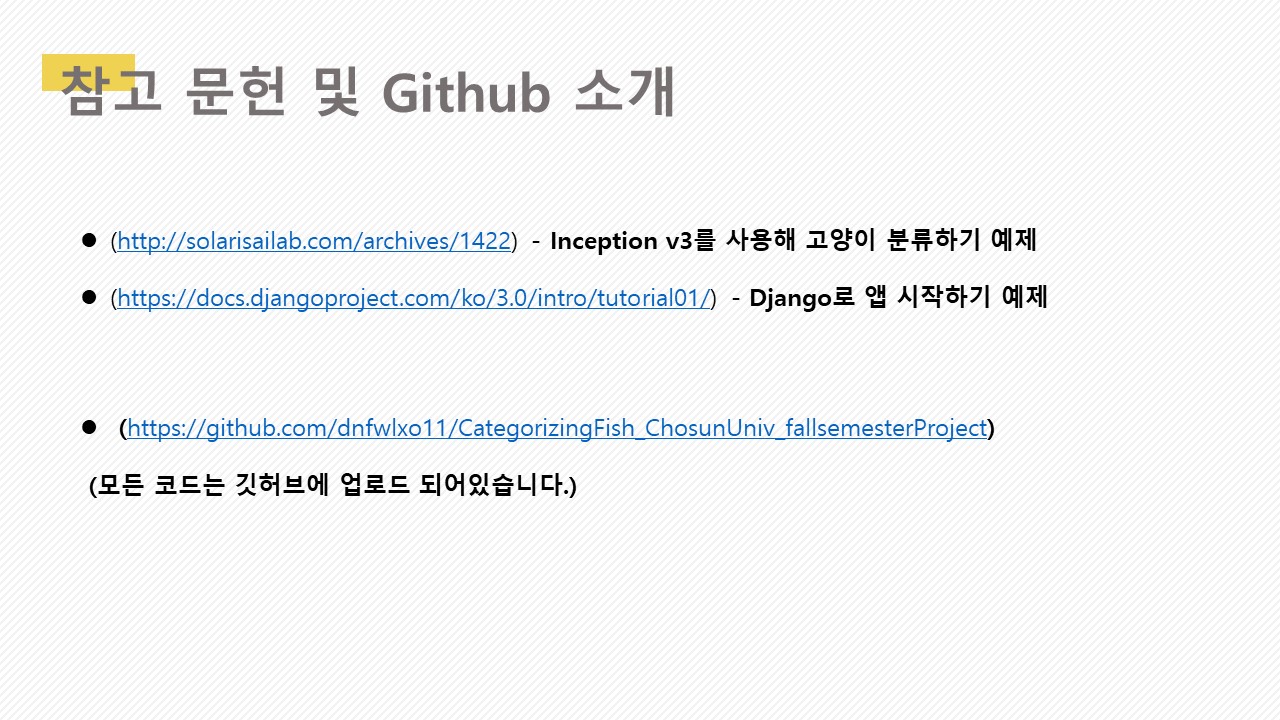 참고 문헌 및 Github 소개
● (http://solarisailab.com/archives/1422) - Inception v3를 사용해 고양이 분류하기 예제
● (https://docs.djangoproject.com/ko/3.0/intro/tutorial01/) - Django로 앱 시작하기 예제
● (https://github.com/dnfwlxo11/CategorizingFish_ChosunUniv_fallsemesterProject)
(모든 코드는 깃허브에 업로드 되어있습니다.)